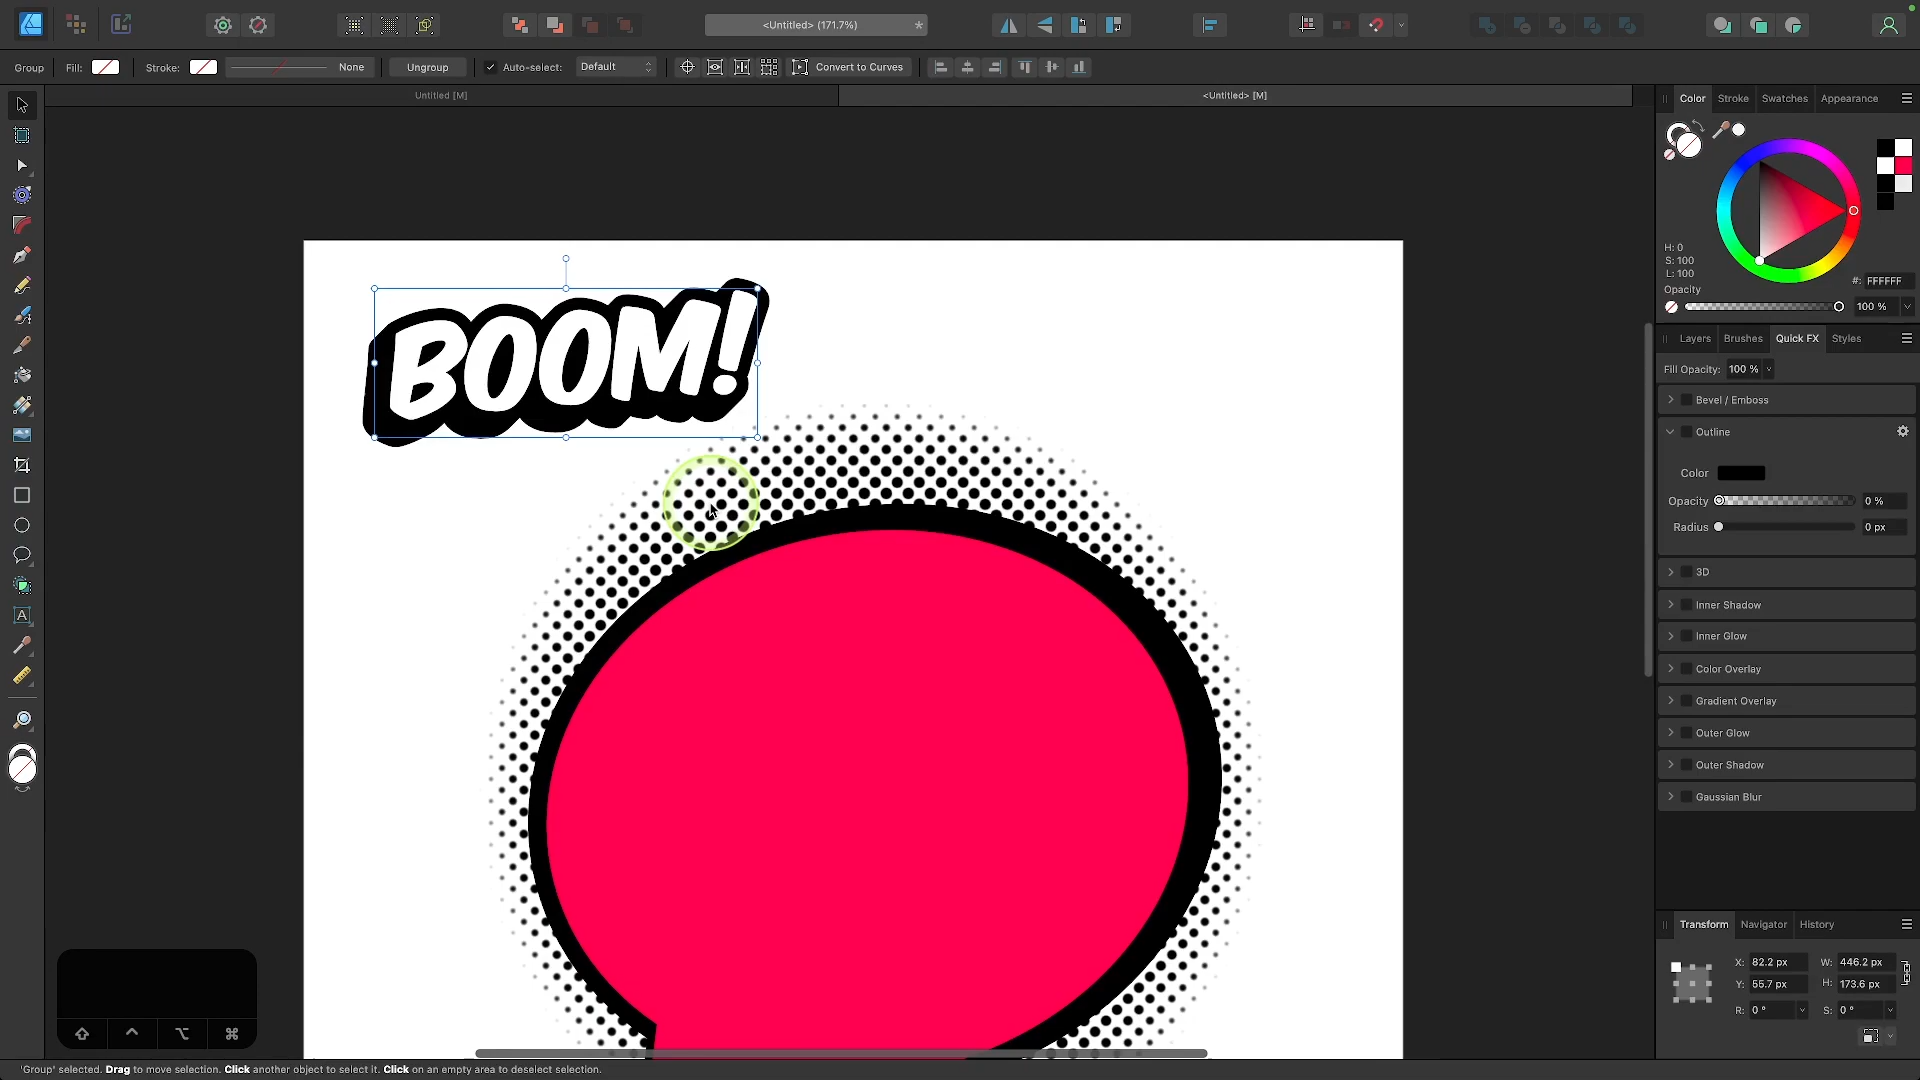 <Untitled> (171.7%)
*
Group
Fill:
Stroke:
None
Ungroup
Auto-select:
Default
Convert to Curves
Untitled [M]
<Untitled> [M]
Color
Stroke
Swatches
Appearance
H: 0
S: 100
L: 100
#: FFFFFF
Opacity
100 %
Layers
Brushes
Quick FX
Styles
Fill Opacity: 100 %
Bevel / Emboss
Outline
Color
Opacity
0 %
Radius
0 px
3D
Inner Shadow
Inner Glow
Color Overlay
Gradient Overlay
Outer Glow
Outer Shadow
Gaussian Blur
BOOM!
Transform
Navigator
History
X: 82.2 px
W: 446.2 px
Y: 55.7 px
H: 173.6 px
R: 0 °
S: 0 °
'Group' selected. Drag to move selection. Click another object to select it. Click on an empty area to deselect selection.